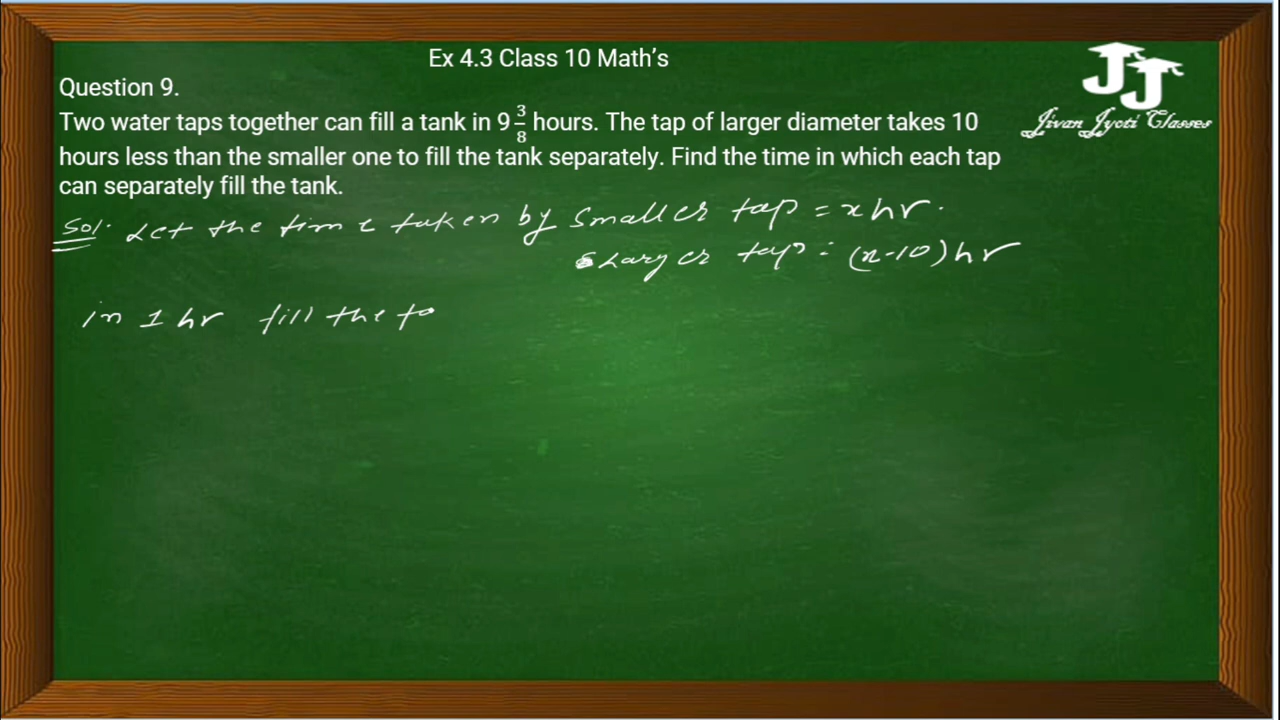 Ex 4.3 Class 10 Math’s
JJ
Jivan Jyoti Classes
Question 9.
Two water taps together can fill a tank in 9 3/8 hours. The tap of larger diameter takes 10
hours less than the smaller one to fill the tank separately. Find the time in which each tap
can separately fill the tank.
Sol. Let the time taken by smaller tap = x hr.
larger tap = (x-10) hr
in 1 hr fill the ta